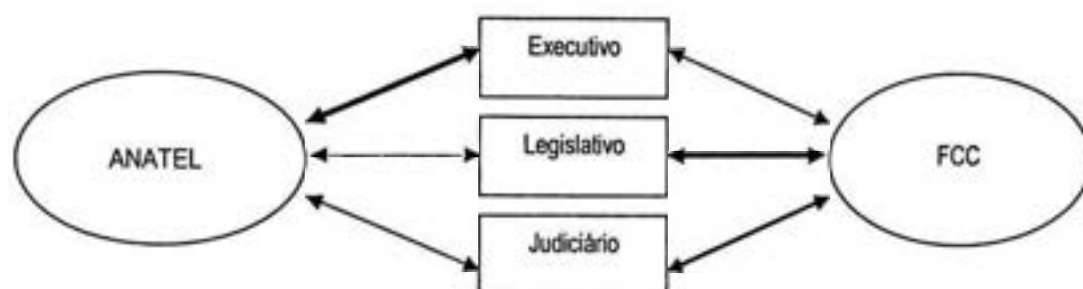 Executivo
ANATEL
Legislativo
FCC
Judiciário